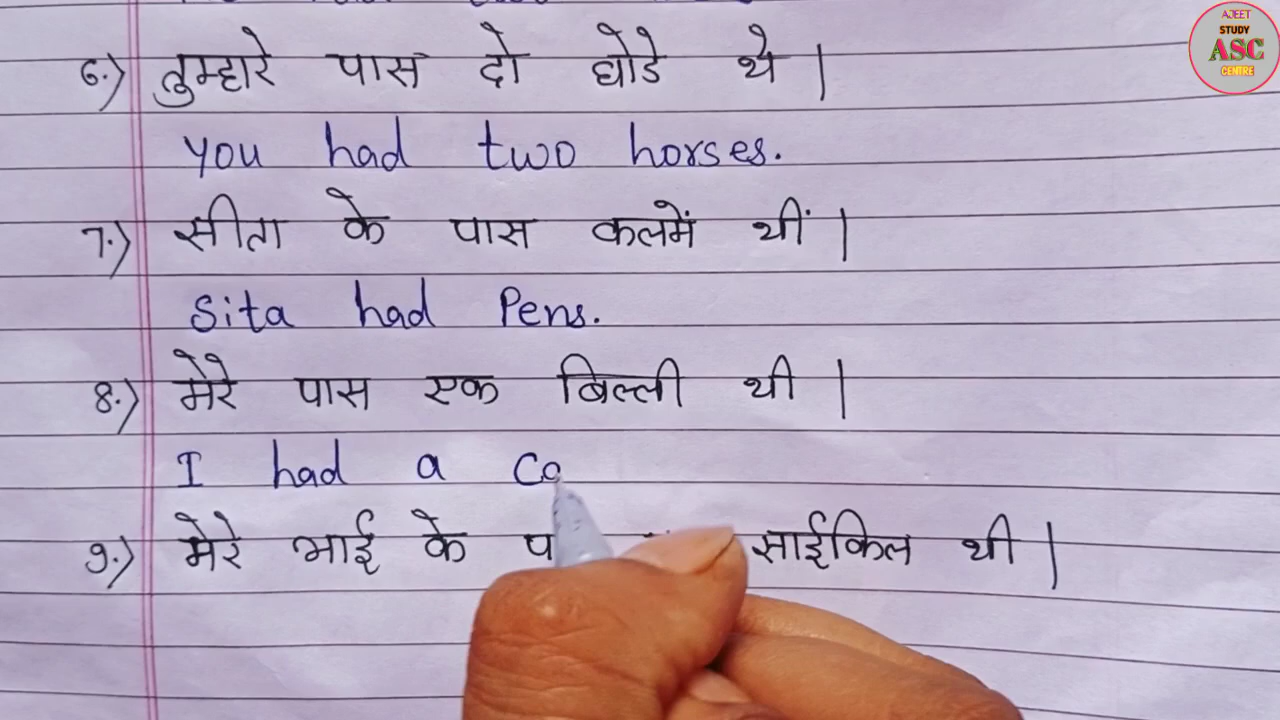 AJEET
STUDY
ASC
CENTRE
6.) तुम्हारे पास दो घोडे थे |
you had two horses.
7.) सीता के पास कलमें थीं |
Sita had Pens.
8.) मेरे पास एक बिल्ली थी |
I had a Ca
9.) मेरे भाई के साईकिल थी |